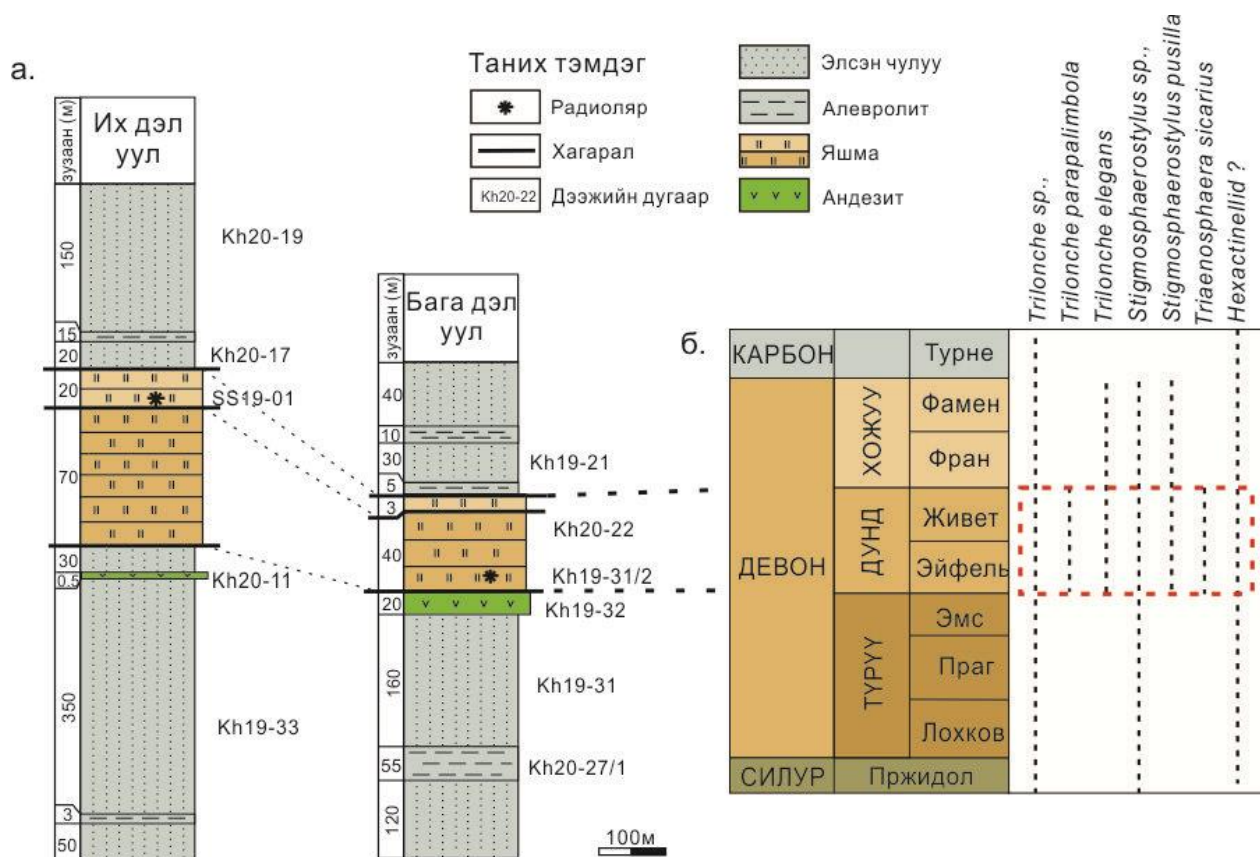 а.
зузаан (м)
Их дэл
уул
150
15
20
20
70
30
0.5
350
3
50
Kh20-19
Kh20-17
SS19-01
Kh20-11
Kh19-33
Таних тэмдэг
Радиоляр
Хагарал
Kh20-22 Дээжийн дугаар
Элсэн чулуу
Алевролит
Яшма
Андезит
зузаан (м)
Бага дэл
уул
40
10
30
5
3
40
20
160
55
120
Kh19-21
Kh20-22
Kh19-31/2
Kh19-32
Kh19-31
Kh20-27/1
100м
б.
Trilonche sp.,
Trilonche parapalimbola
Trilonche elegans
Stigmosphaerostylus sp.,
Stigmosphaerostylus pusilla
Triaenosphaera sicarius
Hexactinellid ?
КАРБОН
Турне
ДЕВОН
ХОЖУУ
Фамен
Фран
ДУНД
Живет
Эйфель
ТҮРҮҮ
Эмс
Праг
Лохков
СИЛУР
Пржидол